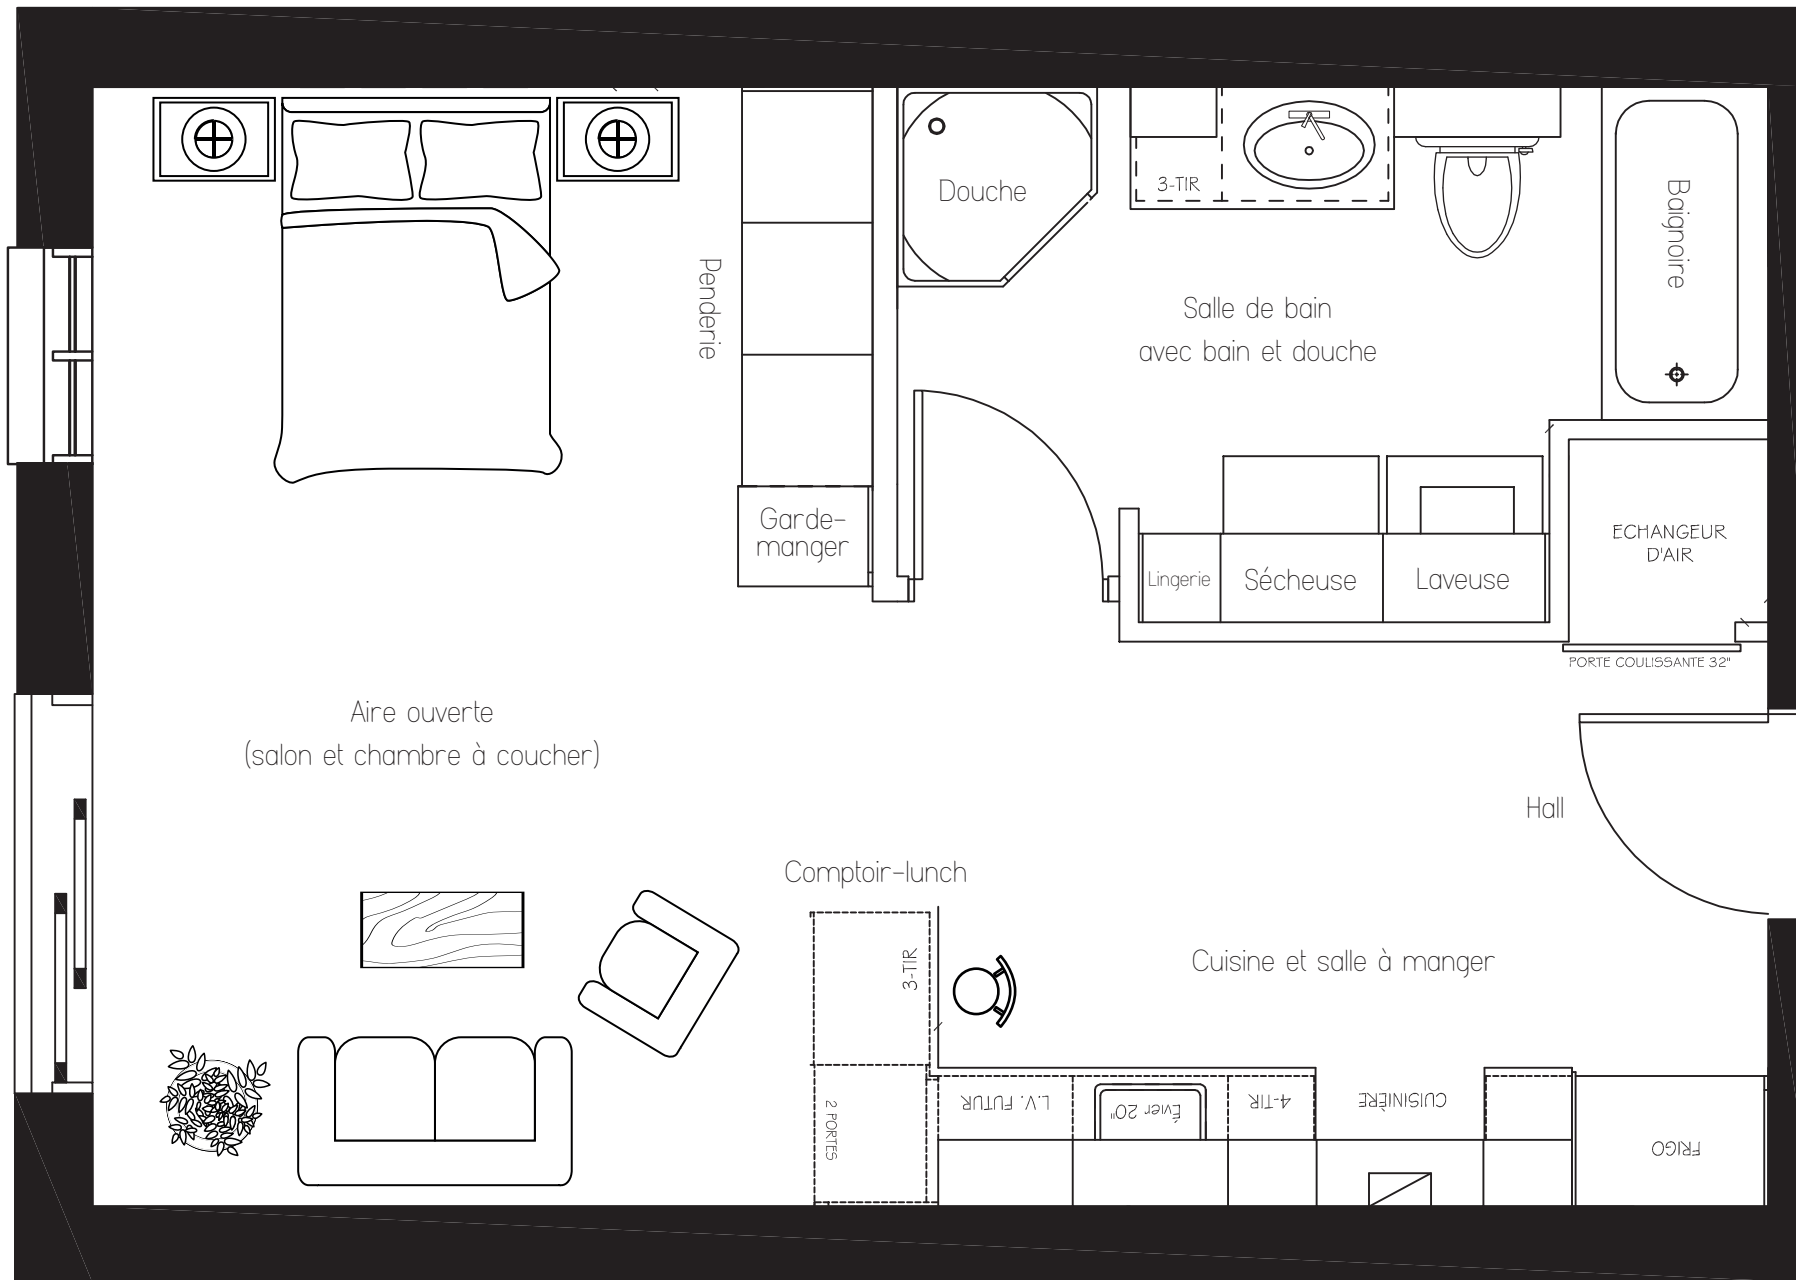 Douche
3-TIR
Baignoire
Penderie
Salle de bain
avec bain et douche
Garde-
manger
Lingerie
Sécheuse
Laveuse
ECHANGEUR
D'AIR
PORTE COULISSANTE 32"
Aire ouverte
(salon et chambre à coucher)
Hall
Comptoir-lunch
3-TIR
Cuisine et salle à manger
2 PORTES
L.V. FUTUR
Évier 20"
4-TIR
CUISINIÈRE
FRIGO